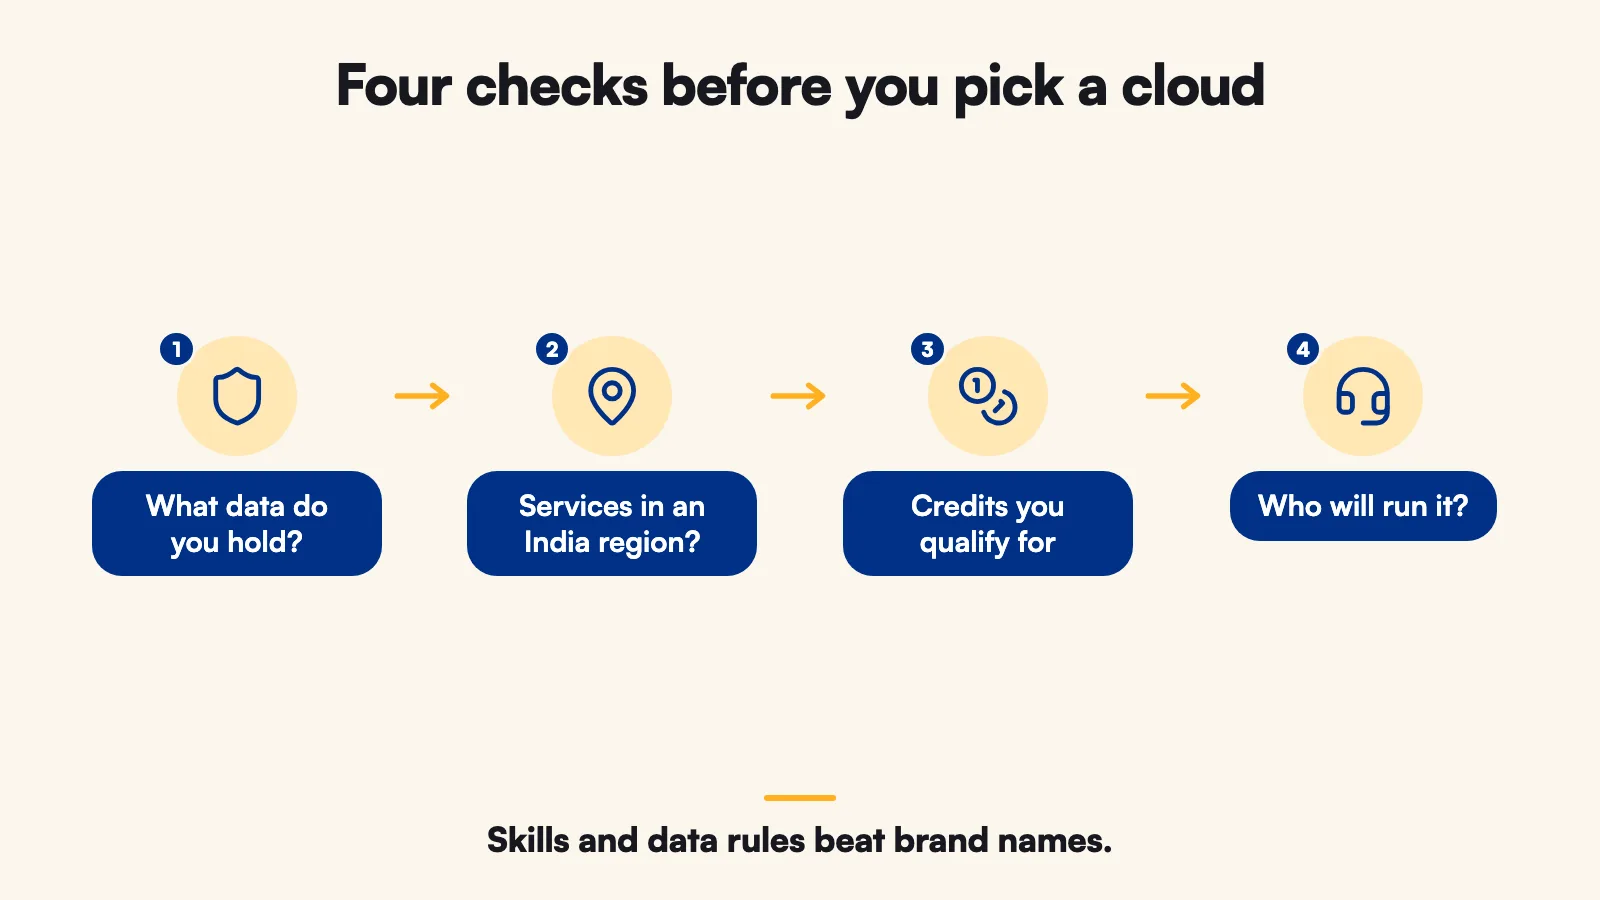 Four checks before you pick a cloud
1
What data do
you hold?
2
Services in an
India region?
3
1
Credits you
qualify for
4
Who will run it?
Skills and data rules beat brand names.